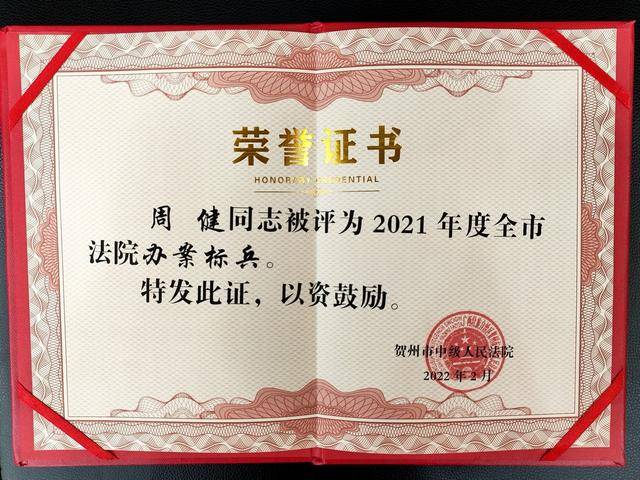 荣誉证书
HONORARY CREDENTIAL
周 健同志被评为2021年度全市
法院办案标兵。
特发此证，以资鼓励。
贺州市中级人民法院
2022年2月